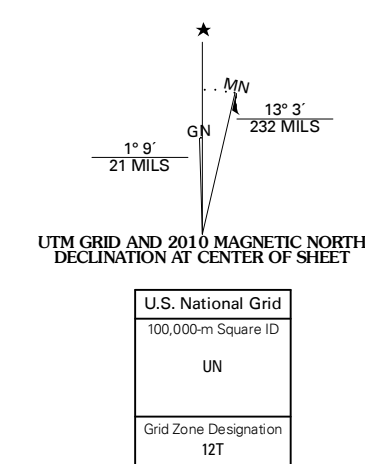 ★
MN
13° 3´
232 MILS
GN
1° 9´
21 MILS
UTM GRID AND 2010 MAGNETIC NORTH
DECLINATION AT CENTER OF SHEET
U.S. National Grid
100,000-m Square ID
UN
Grid Zone Designation
12T